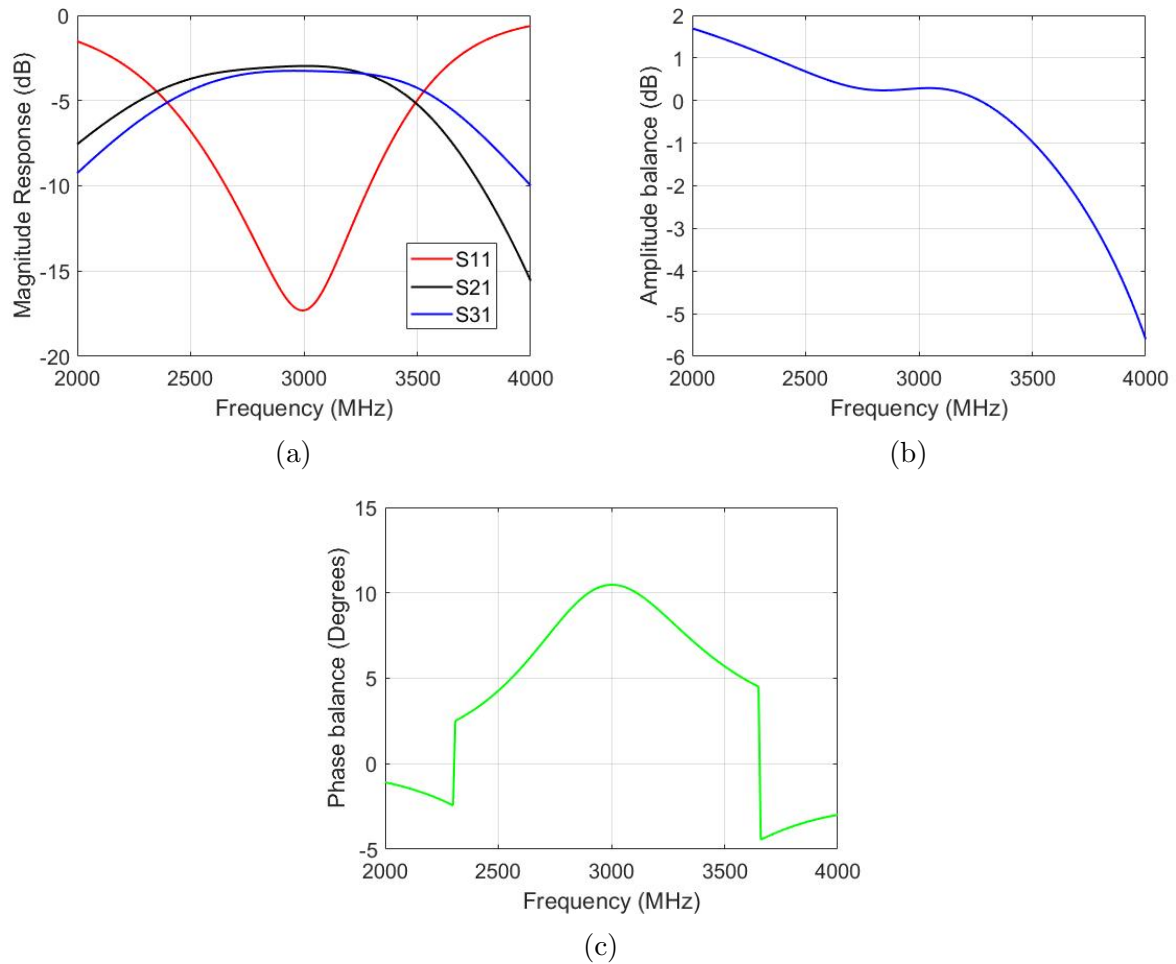 Magnitude Response (dB)
0
-5
-10
-15
-20
S11
S21
S31
2000 2500 3000 3500 4000
Frequency (MHz)
(a)
Amplitude balance (dB)
2
1
0
-1
-2
-3
-4
-5
-6
2000 2500 3000 3500 4000
Frequency (MHz)
(b)
Phase balance (Degrees)
15
10
5
0
-5
2000 2500 3000 3500 4000
Frequency (MHz)
(c)